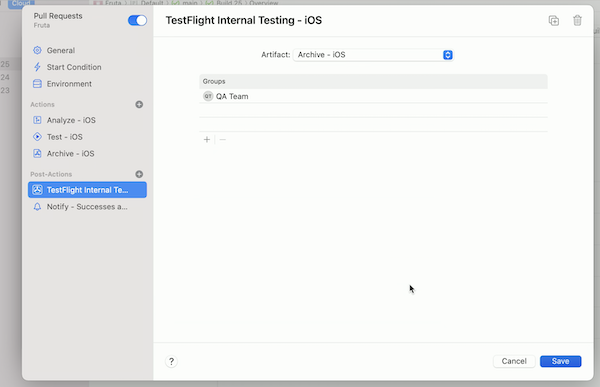 Cloud
Fruta
Default
main
Build 25
Overview
Pull Requests
Fruta
TestFlight Internal Testing - iOS
General
Start Condition
Environment
25
24
23
Actions
Analyze - iOS
Test - iOS
Archive - iOS
Post-Actions
TestFlight Internal Te...
Notify - Successes a...
Artifact: Archive - iOS
Groups
QT QA Team
?
Cancel
Save